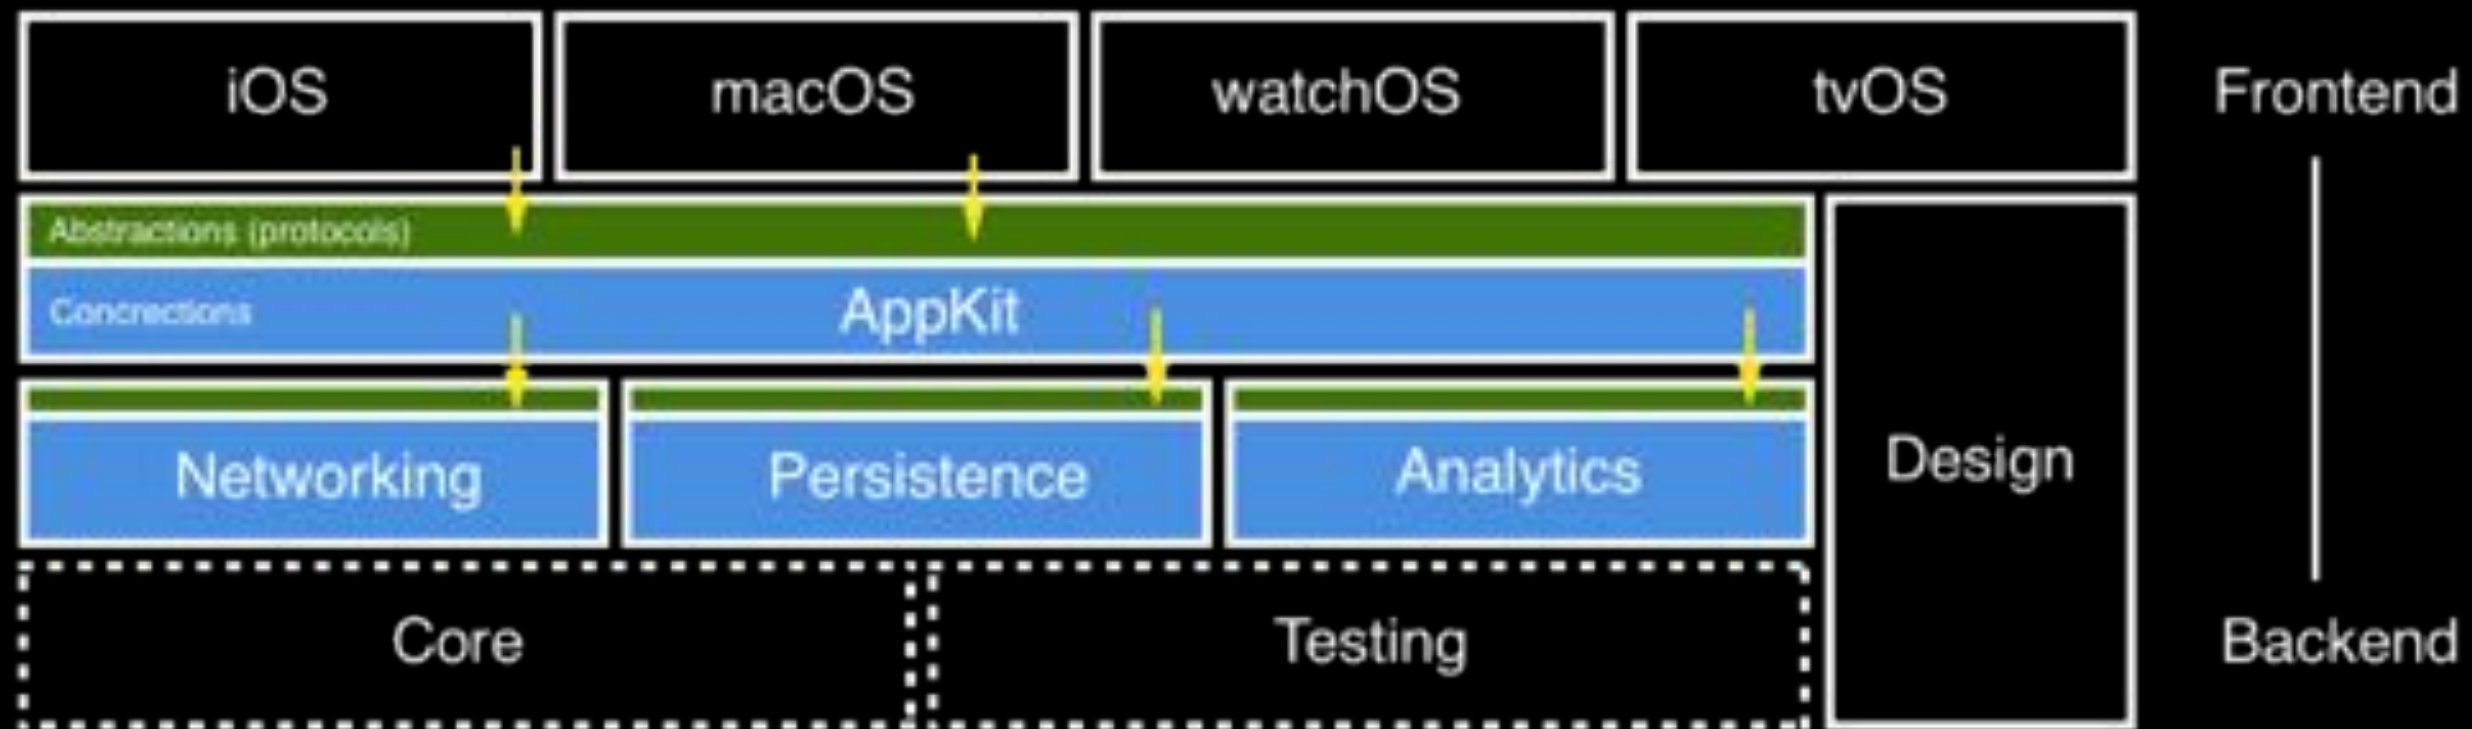 iOS
macOS
watchOS
tvOS
Frontend
Abstractions (protocols)
Concrections
AppKit
Networking
Persistence
Analytics
Design
Core
Testing
Backend